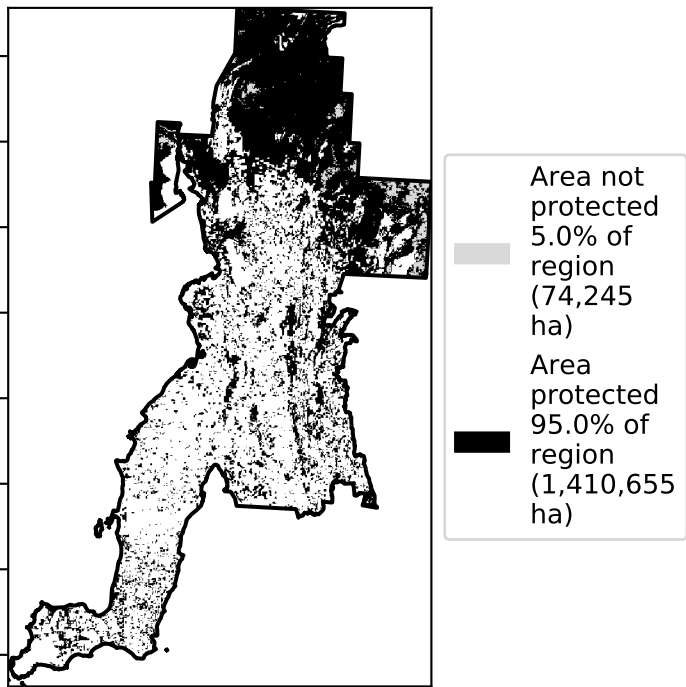 Area not
protected
5.0% of
region
(74,245
ha)
Area
protected
95.0% of
region
(1,410,655
ha)